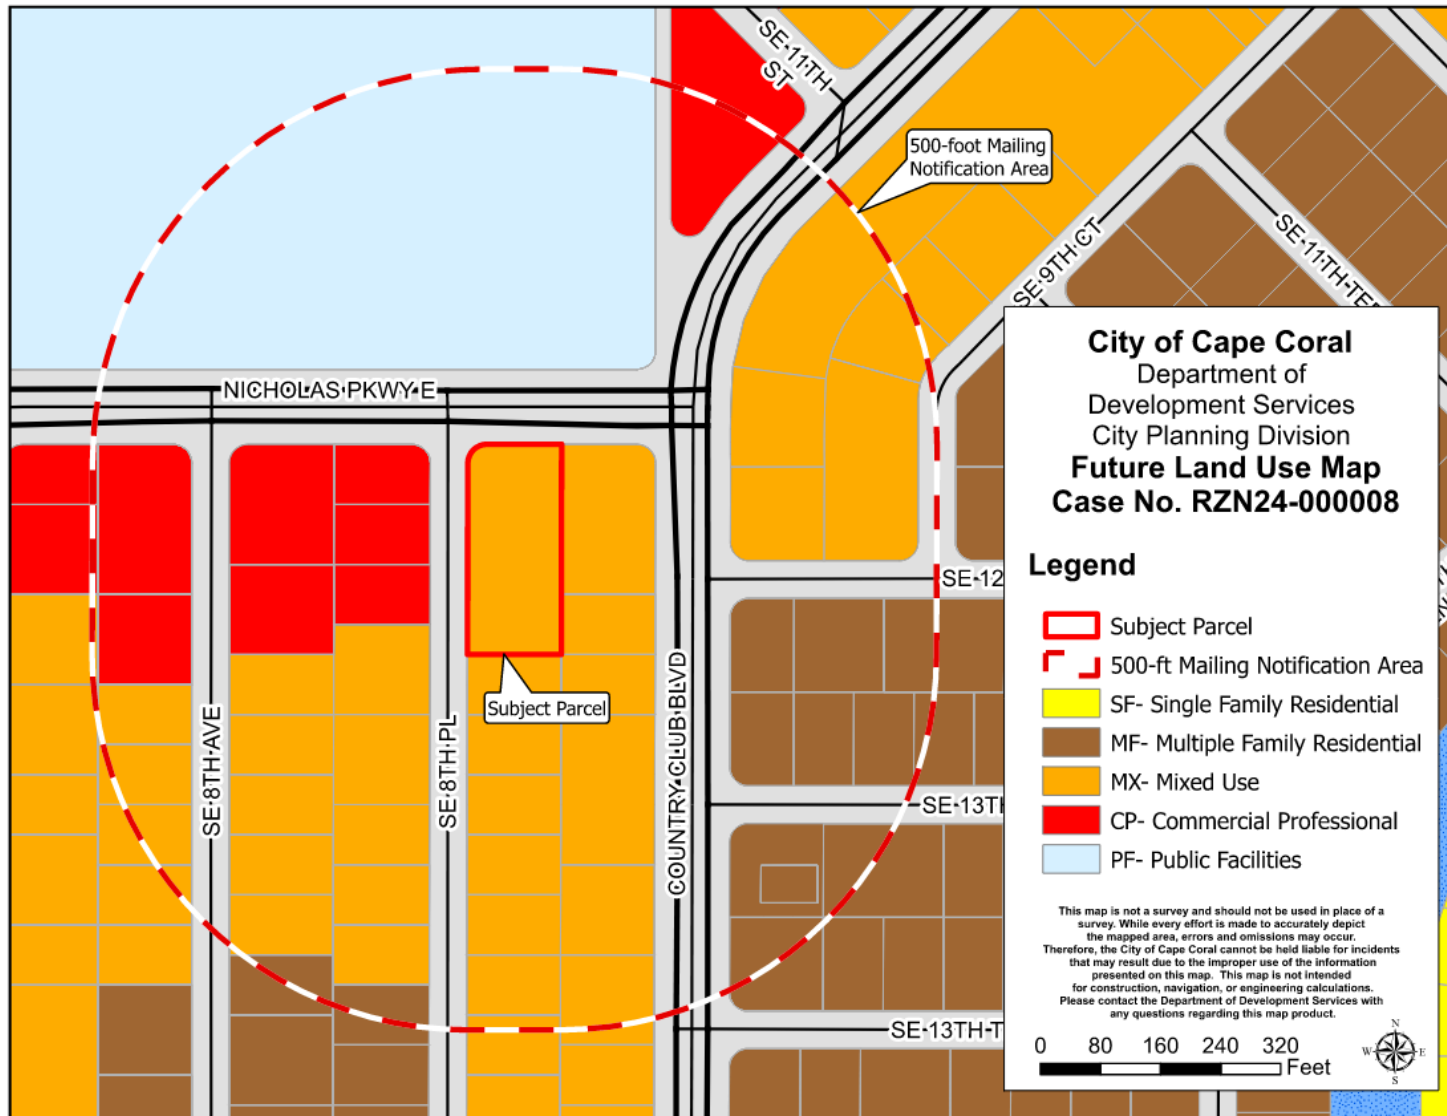 SE 11TH
ST
500-foot Mailing
Notification Area
SE 9TH CT
SE 11TH TE
NICHOLAS PKWY E
SE 12
Subject Parcel
SE 8TH AVE
SE 8TH PL
COUNTRY CLUB BLVD
SE 13TH
SE 13TH T
City of Cape Coral
Department of
Development Services
City Planning Division
Future Land Use Map
Case No. RZN24-000008
Legend
Subject Parcel
500-ft Mailing Notification Area
SF- Single Family Residential
MF- Multiple Family Residential
MX- Mixed Use
CP- Commercial Professional
PF- Public Facilities
This map is not a survey and should not be used in place of a
survey. While every effort is made to accurately depict
the mapped area, errors and omissions may occur.
Therefore, the City of Cape Coral cannot be held liable for incidents
that may result due to the improper use of the information
presented on this map. This map is not intended
for construction, navigation, or engineering calculations.
Please contact the Department of Development Services with
any questions regarding this map product.
0 80 160 240 320
Feet
N
W E
S